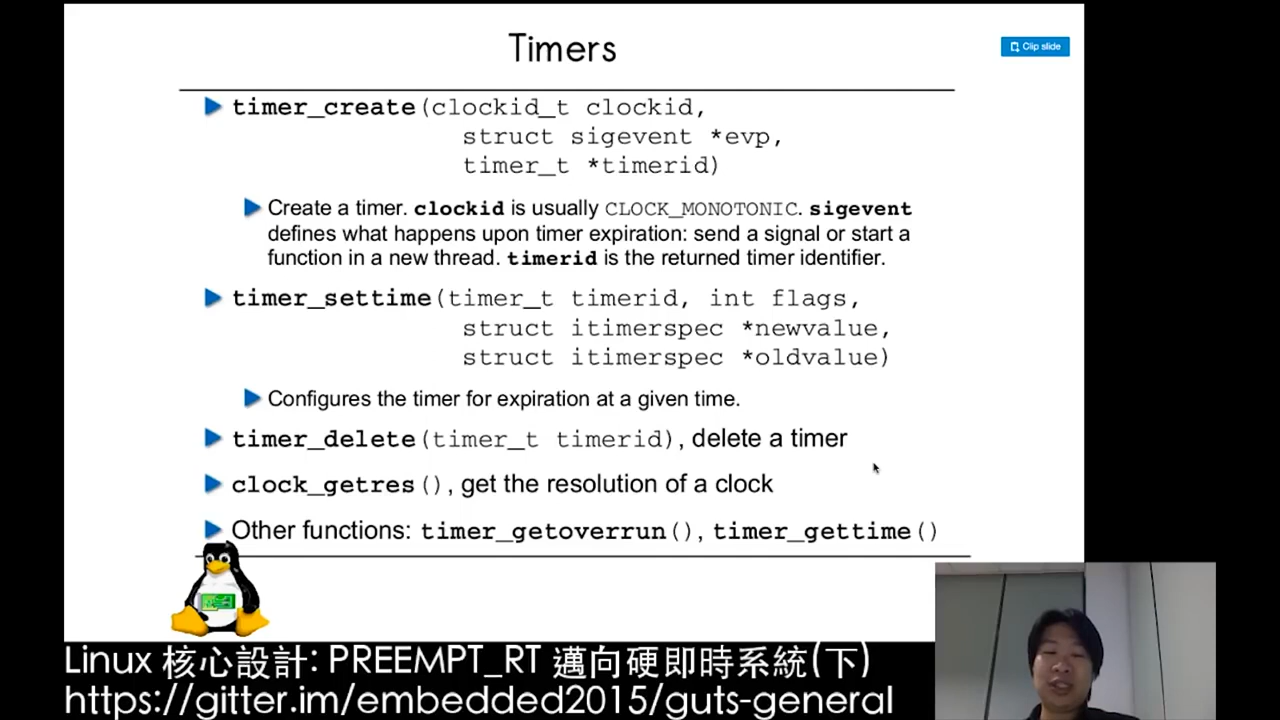 Timers
Clip slide
timer_create(clockid_t clockid,
struct sigevent *evp,
timer_t *timerid)
Create a timer. clockid is usually CLOCK_MONOTONIC. sigevent
defines what happens upon timer expiration: send a signal or start a
function in a new thread. timerid is the returned timer identifier.
timer_settime(timer_t timerid, int flags,
struct itimerspec *newvalue,
struct itimerspec *oldvalue)
Configures the timer for expiration at a given time.
timer_delete(timer_t timerid), delete a timer
clock_getres(), get the resolution of a clock
Other functions: timer_getoverrun(), timer_gettime()
Linux 核心設計: PREEMPT_RT 邁向硬即時系統(下)
https://gitter.im/embedded2015/guts-general